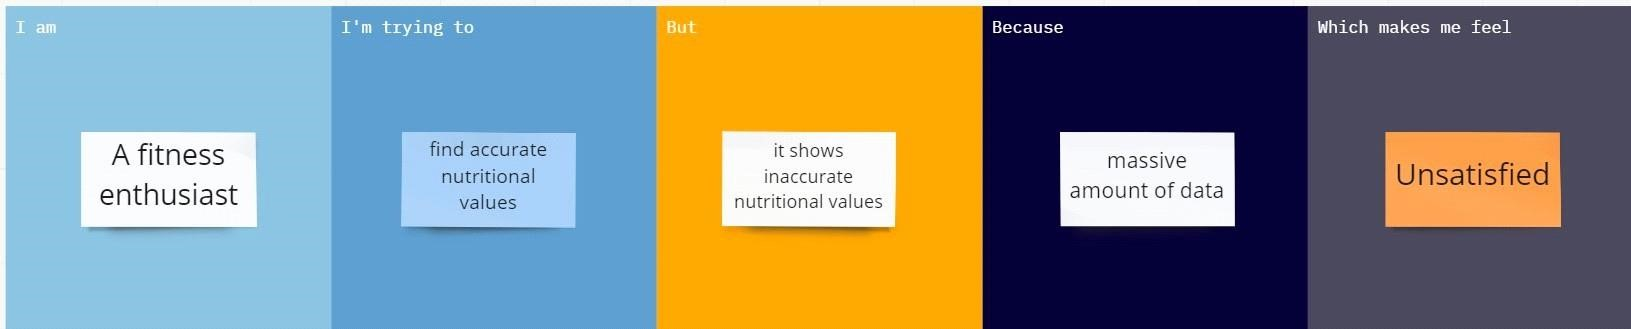 I am
A fitness
enthusiast
I'm trying to
find accurate
nutritional
values
But
it shows
inaccurate
nutritional values
Because
massive
amount of data
Which makes me feel
Unsatisfied